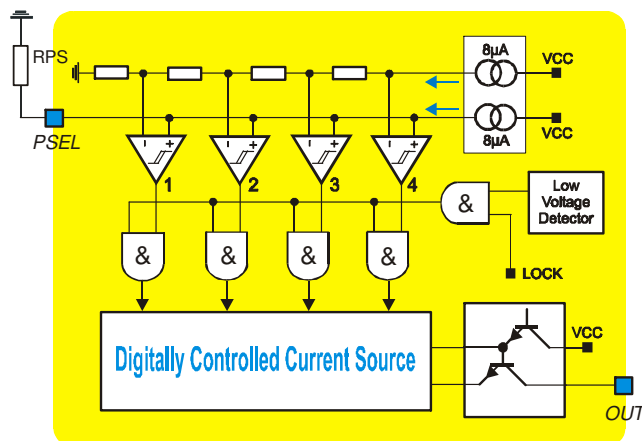 RPS
8µA
VCC
PSEL
VCC
8µA
- +
- +
- +
- +
1
2
3
4
&
Low
Voltage
Detector
&
&
&
&
LOCK
Digitally Controlled Current Source
VCC
OUT